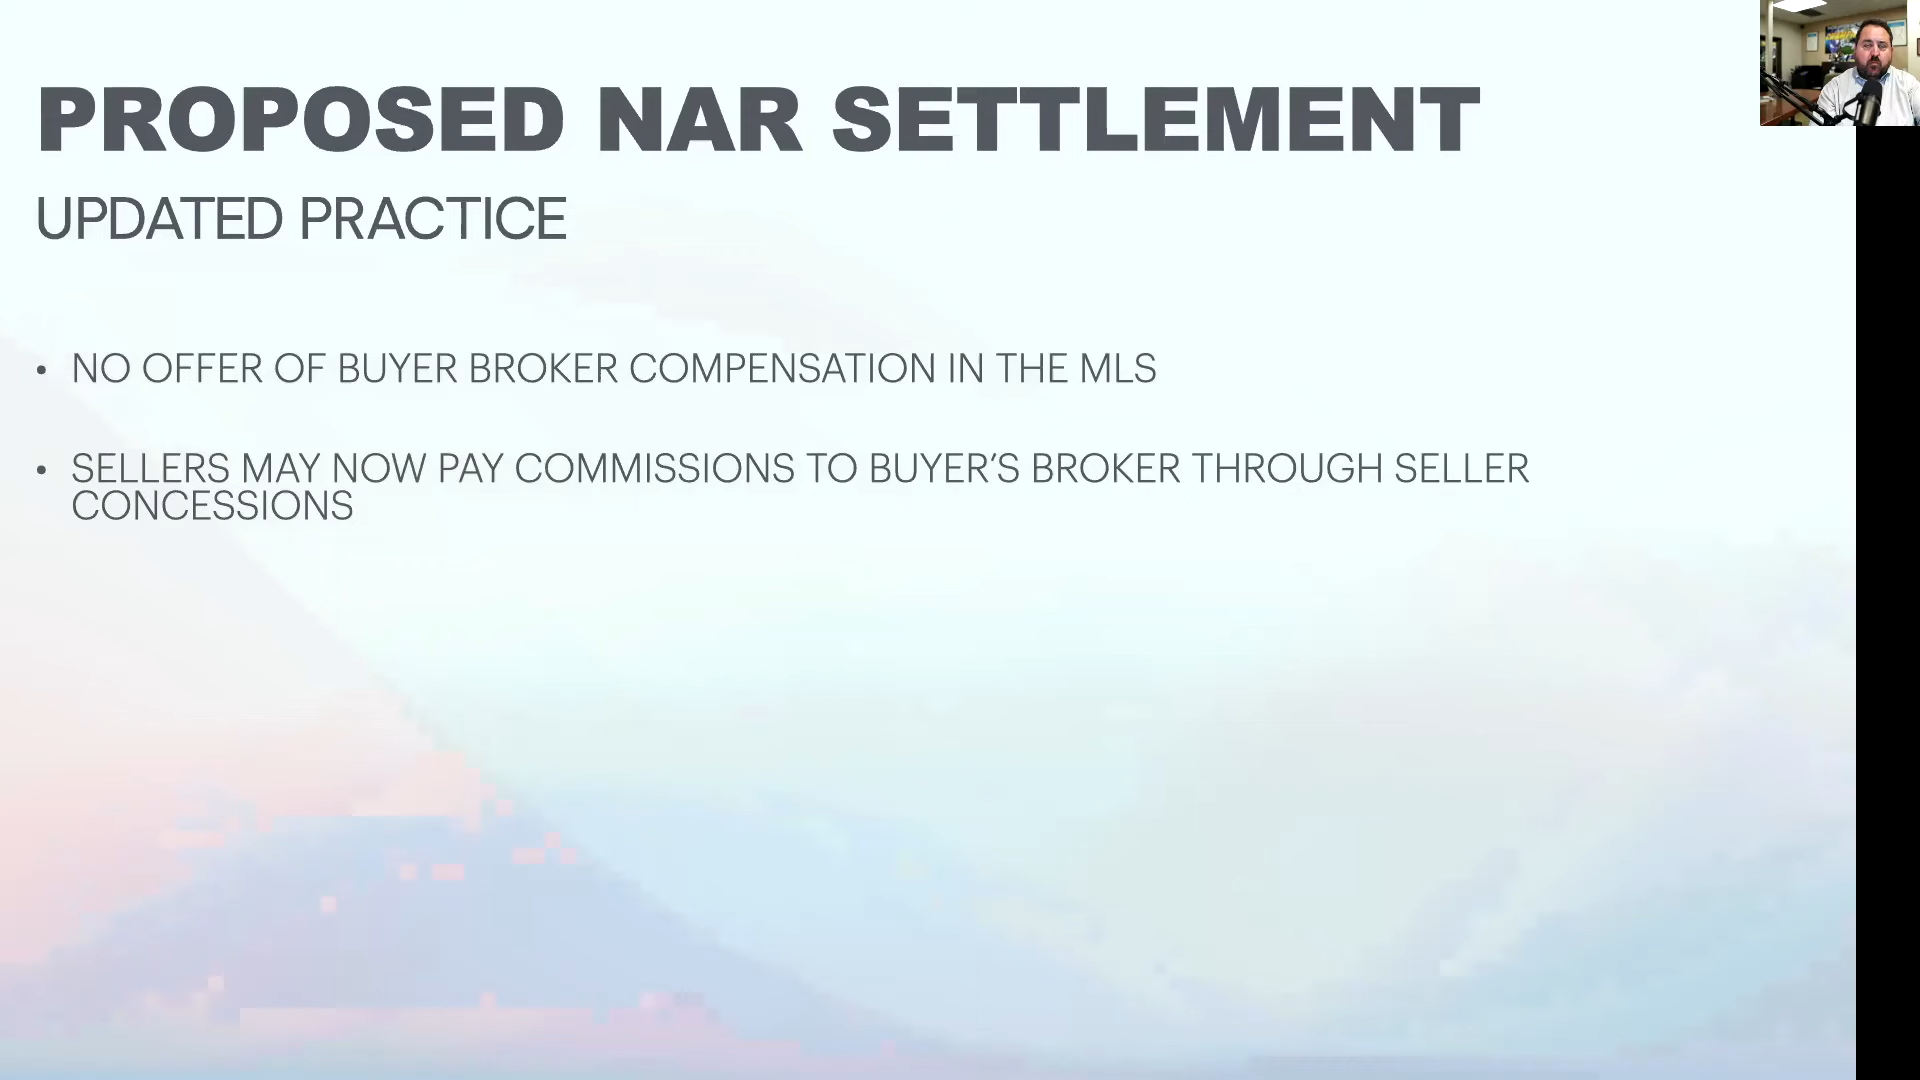 PROPOSED NAR SETTLEMENT
UPDATED PRACTICE
• NO OFFER OF BUYER BROKER COMPENSATION IN THE MLS
• SELLERS MAY NOW PAY COMMISSIONS TO BUYER’S BROKER THROUGH SELLER
CONCESSIONS